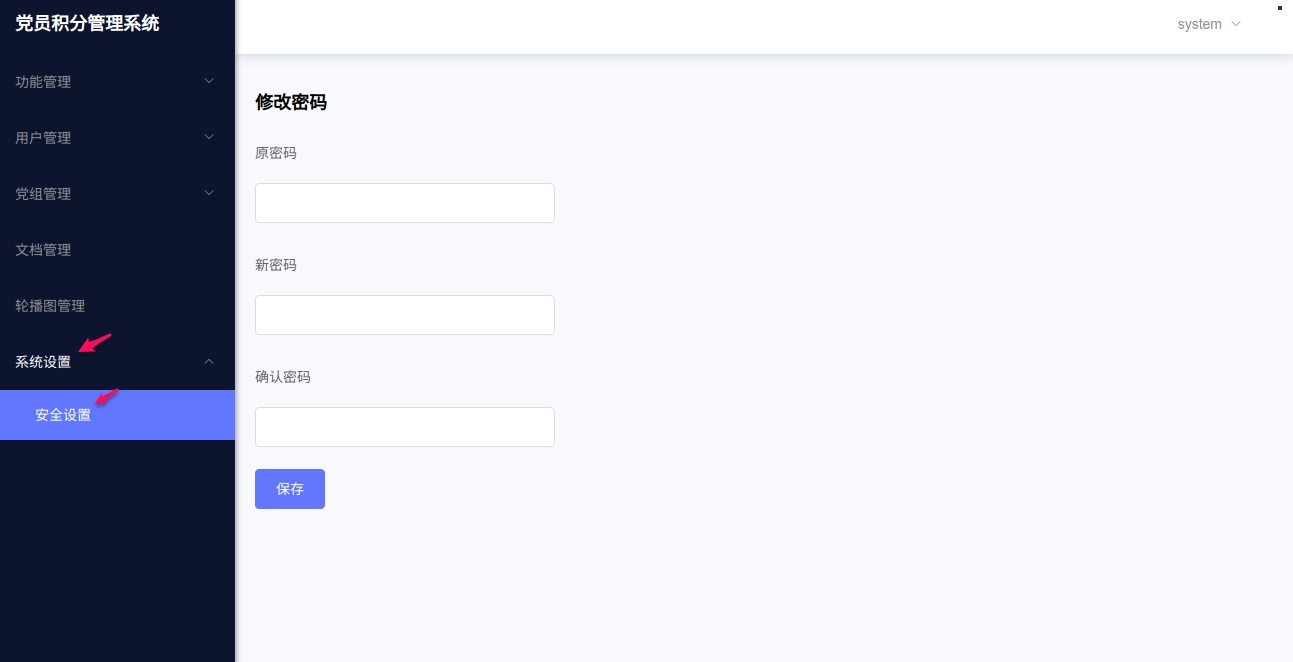 党员积分管理系统
system
功能管理
用户管理
党组管理
文档管理
轮播图管理
系统设置
安全设置
修改密码
原密码
新密码
确认密码
保存